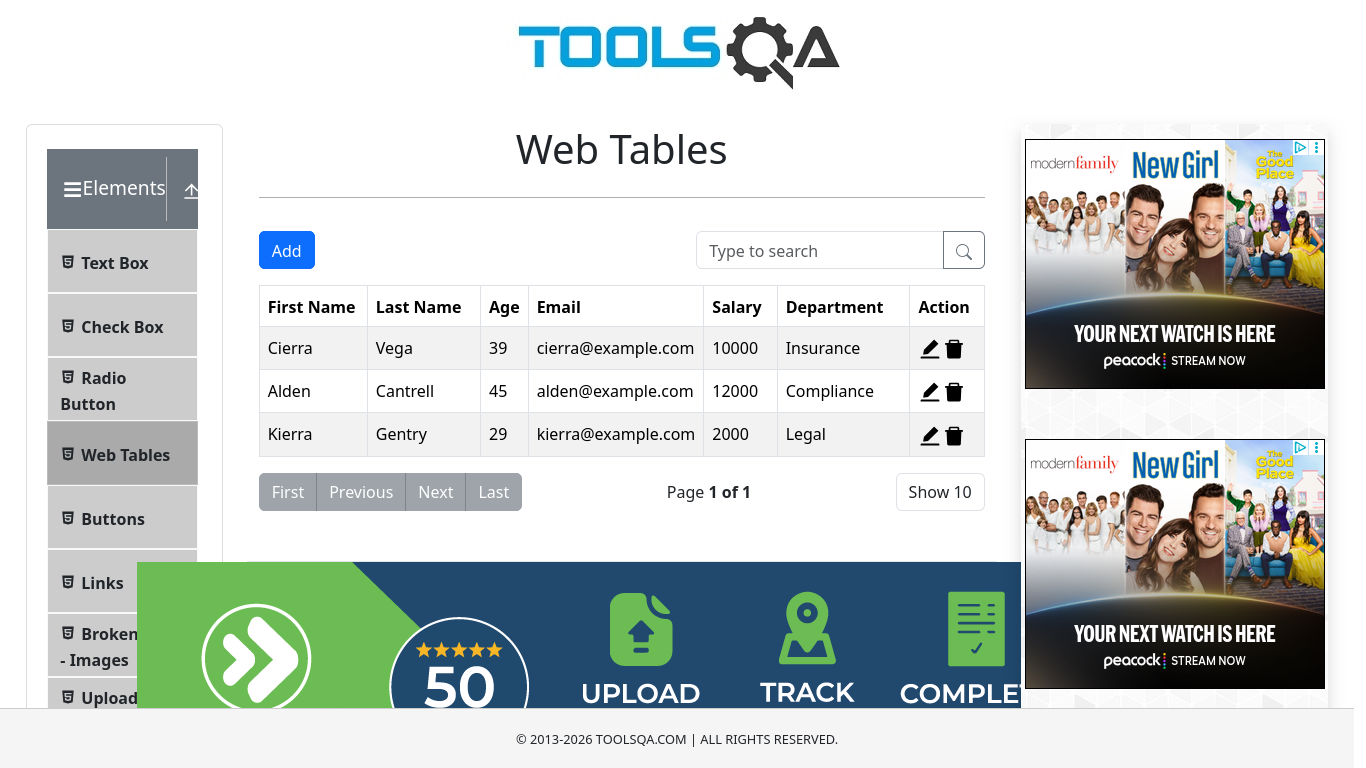 TOOLSQA
Elements
Text Box
Check Box
Radio
Button
Web Tables
Buttons
Links
Broken
- Images
Upload
Web Tables
Add
Type to search
First Name Last Name Age Email Salary Department Action
Cierra Vega 39 cierra@example.com 10000 Insurance
Alden Cantrell 45 alden@example.com 12000 Compliance
Kierra Gentry 29 kierra@example.com 2000 Legal
First Previous Next Last
Page 1 of 1
Show 10
50
UPLOAD
TRACK
COMPLE
modernfamily
New Girl
The Good Place
YOUR NEXT WATCH IS HERE
peacock STREAM NOW
modernfamily
New Girl
The Good Place
YOUR NEXT WATCH IS HERE
peacock STREAM NOW
© 2013-2026 TOOLSQA.COM | ALL RIGHTS RESERVED.